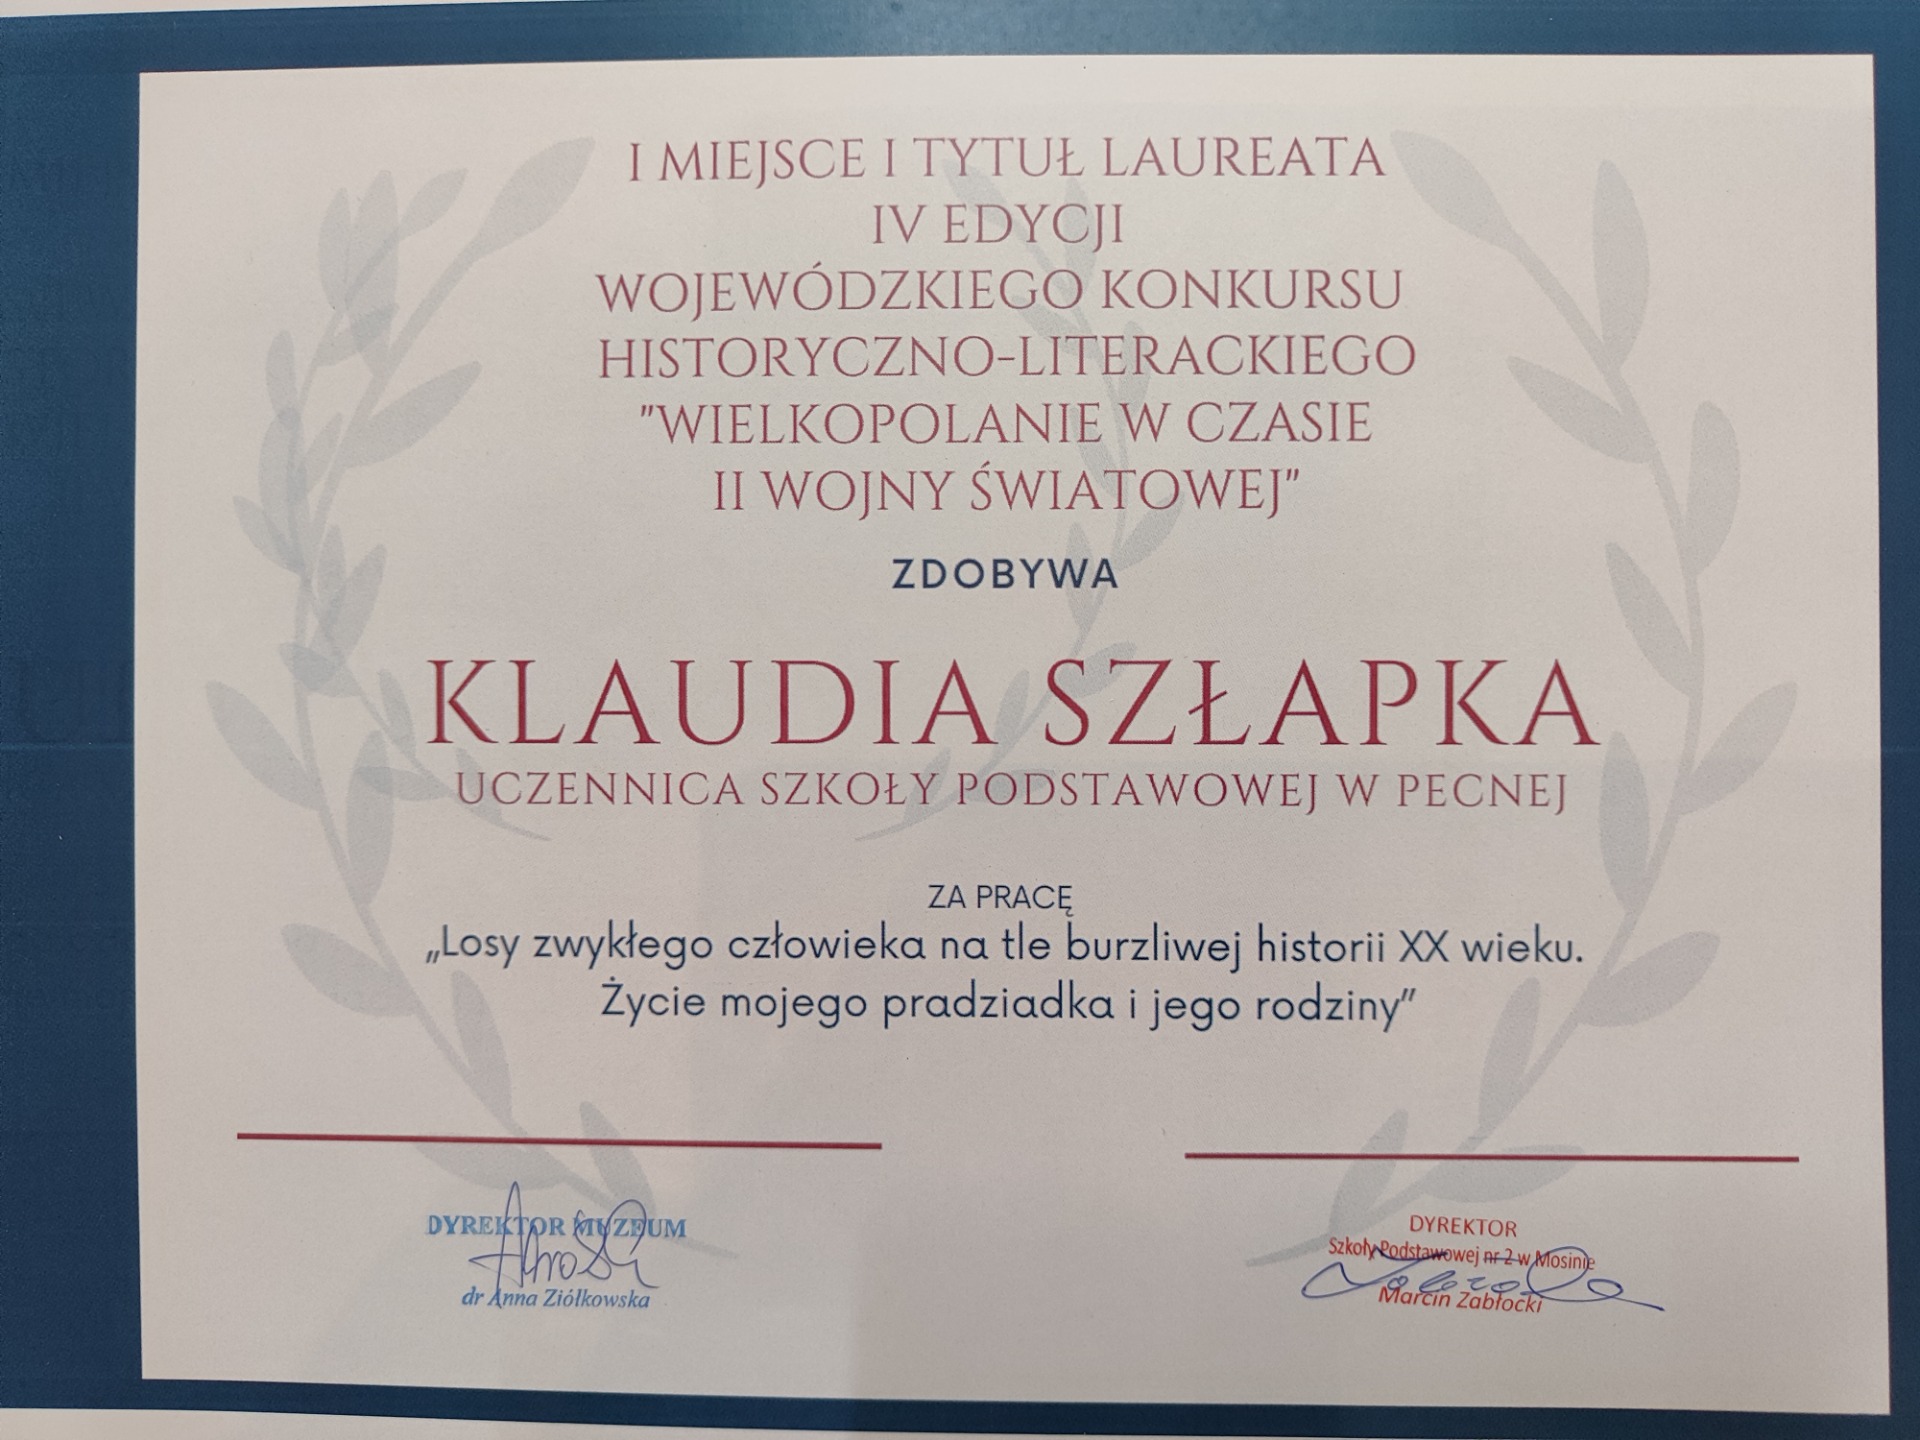 I MIEJSCE I TYTUŁ LAUREATA
IV EDYCJI
WOJEWÓDZKIEGO KONKURSU
HISTORYCZNO-LITERACKIEGO
"WIELKOPOLANIE W CZASIE
II WOJNY ŚWIATOWEJ"
ZDOBYWA
KLAUDIA SZŁAPKA
UCZENNICA SZKOŁY PODSTAWOWEJ W PECNEJ
ZA PRACĘ
„Losy zwykłego człowieka na tle burzliwej historii XX wieku.
Życie mojego pradziadka i jego rodziny"
DYREKTOR MUZEUM
dr Anna Ziółkowska
DYREKTOR
Szkoły Podstawowej nr 2 w Mosinie
Marcin Zabłocki